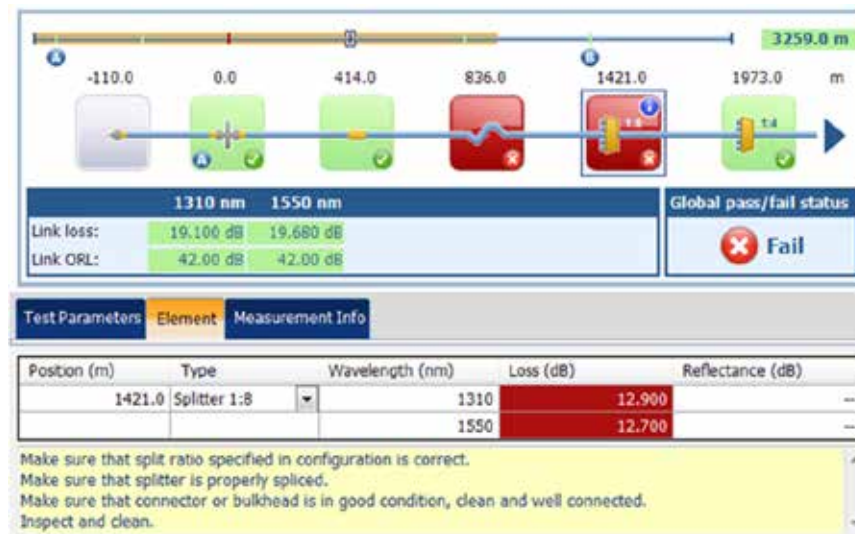 3259.0 m
A B
-110.0 0.0 414.0 836.0 1421.0 1973.0 m
1:8 1:4
A
1310 nm 1550 nm Global pass/fail status
Link loss: 19.100 dB 19.680 dB
Link ORL: 42.00 dB 42.00 dB
Fail
Test Parameters Element Measurement Info
Position (m) Type Wavelength (nm) Loss (dB) Reflectance (dB)
1421.0 Splitter 1:8 1310 12.900 --
1550 12.700 --
Make sure that split ratio specified in configuration is correct.
Make sure that splitter is properly spliced.
Make sure that connector or bulkhead is in good condition, clean and well connected.
Inspect and clean.